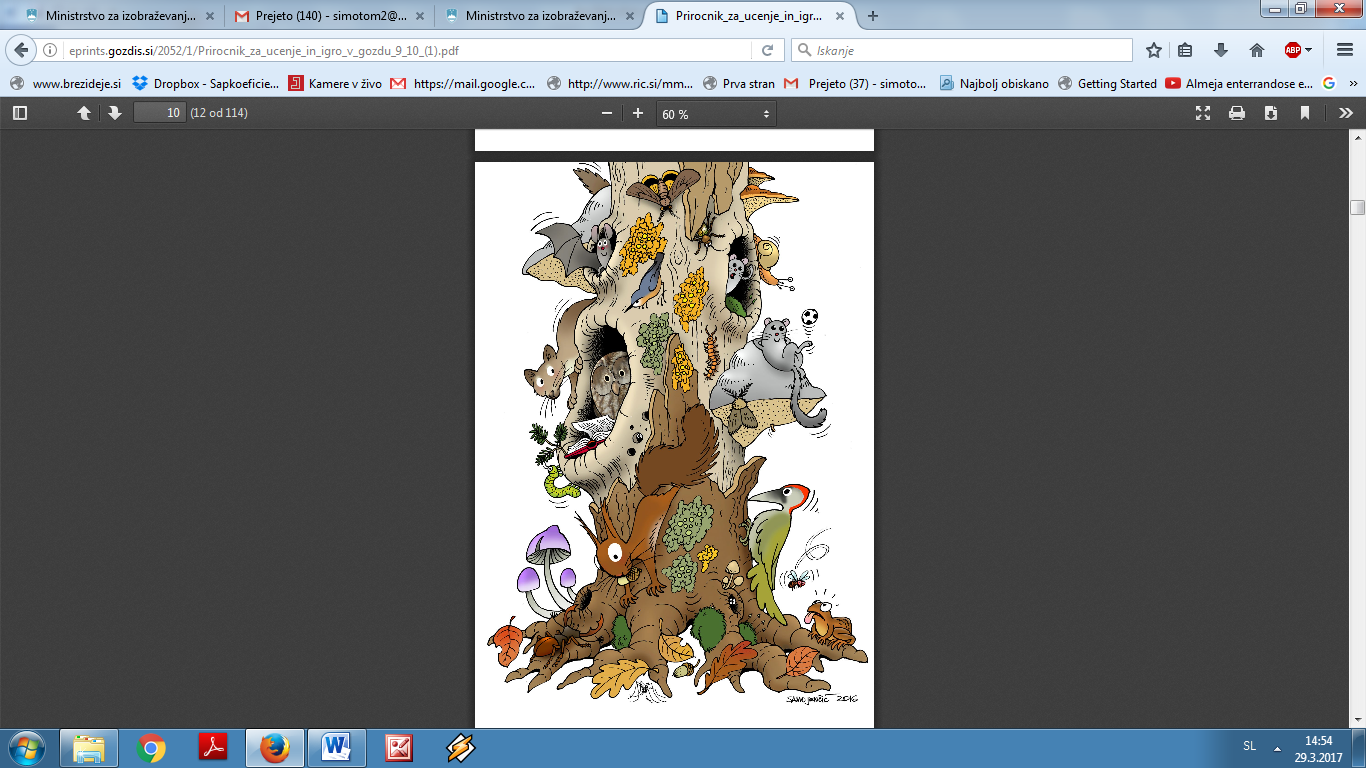 Ministrstvo za izobraževanj...
Prejeto (140) - simotom2@...
Ministrstvo za izobraževanj...
Prirocnik_za_ucenje_in_igr...
eprints.gozdis.si/2052/1/Prirocnik_za_ucenje_in_igro_v_gozdu_9_10_(1).pdf
Iskanje
ABP
www.brezideje.si
Dropbox - Sapkoeficie...
Kamere v živo
https://mail.google.c...
http://www.ric.si/mm...
Prva stran
Prejeto (37) - simoto...
Najbolj obiskano
Getting Started
Almeja enterrandose e...
10
(12 od 114)
60 %
2016
SL
14:54
29.3.2017